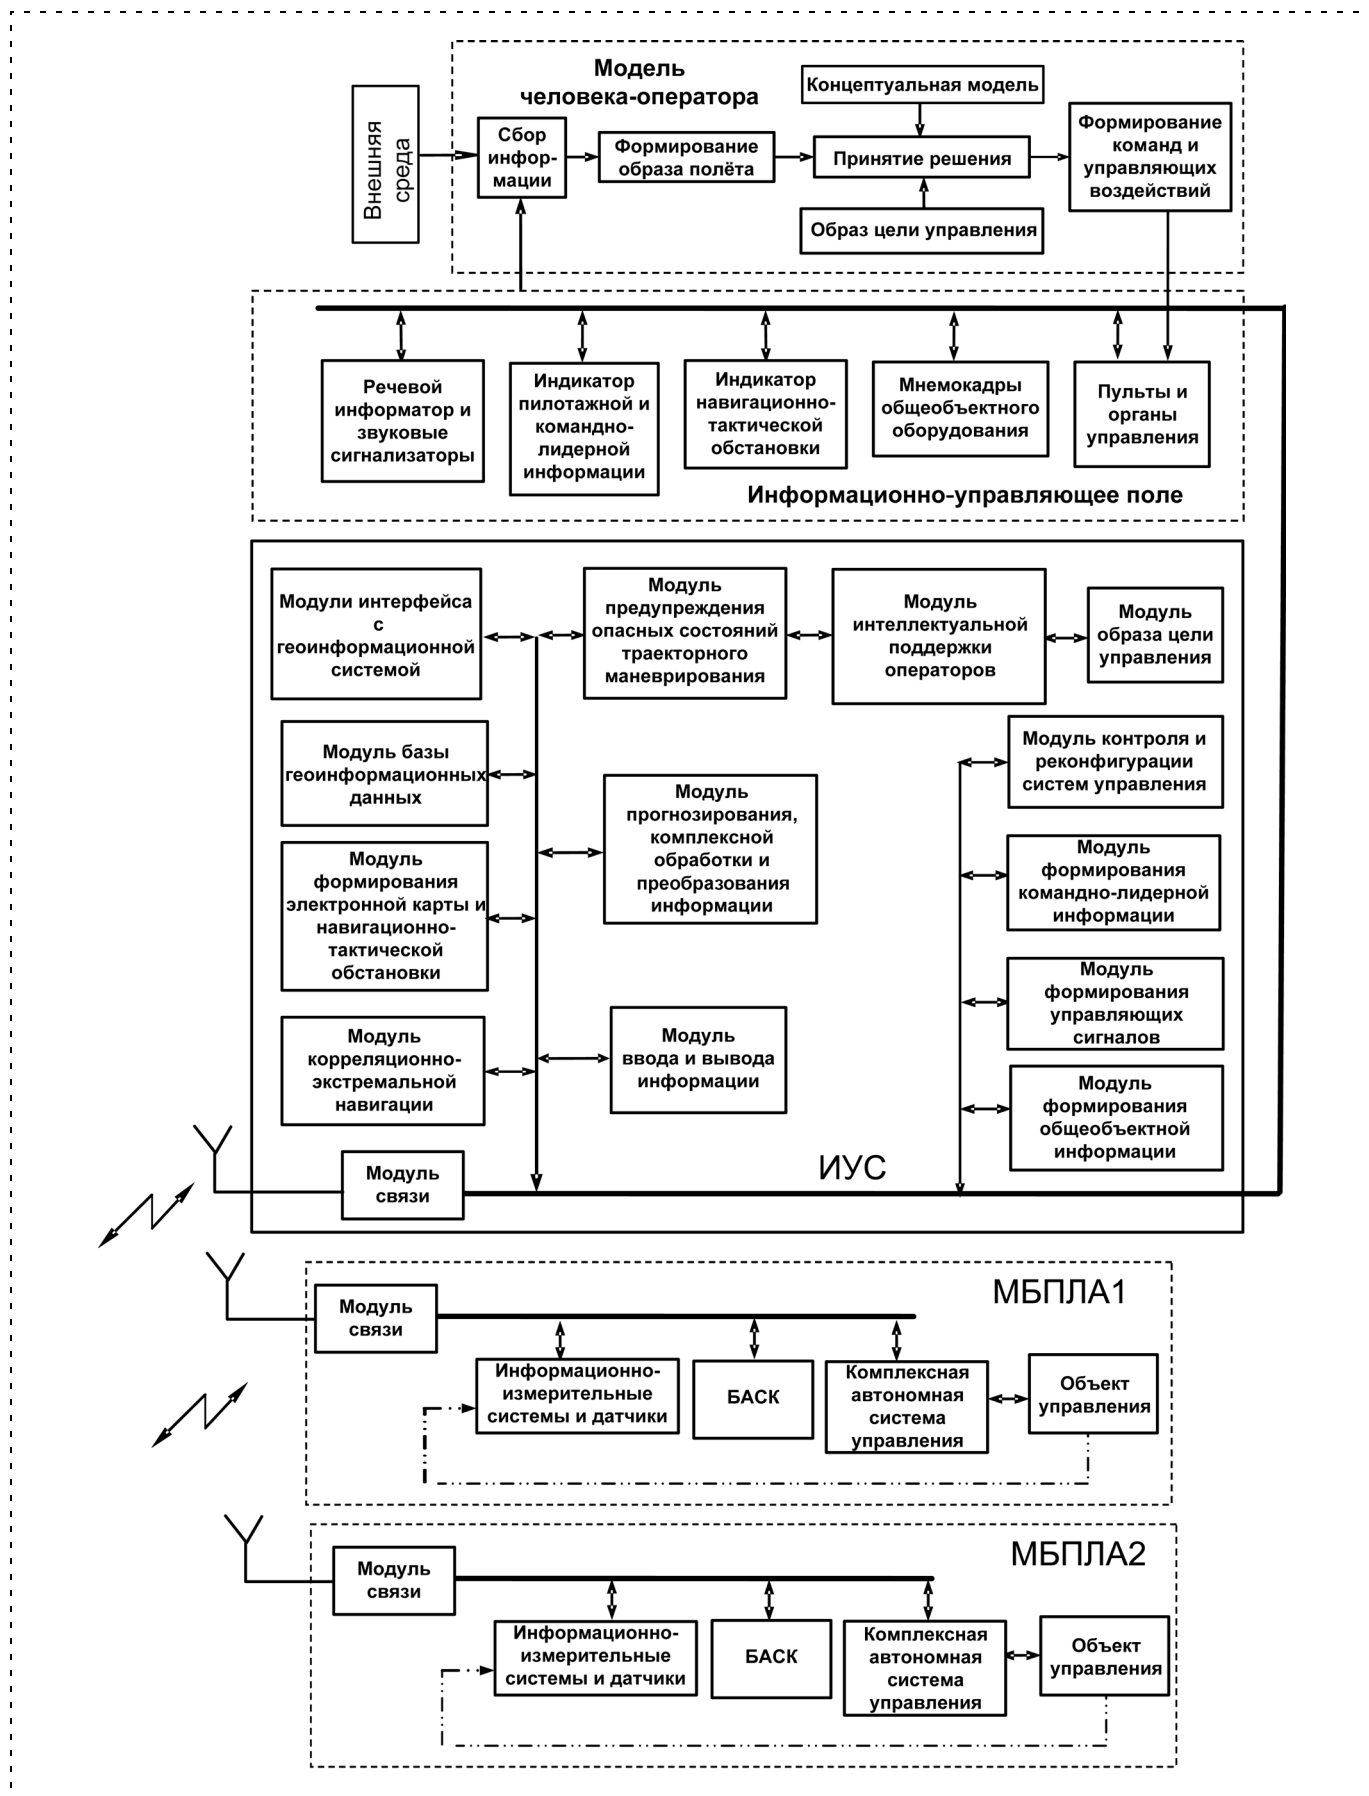 Модель
человека-оператора
Внешняя
среда
Сбор
инфор-
мации
Формирование
образа полёта
Концептуальная модель
Принятие решения
Образ цели управления
Формирование
команд и
управляющих
воздействий
Речевой
информатор и
звуковые
сигнализаторы
Индикатор
пилотажной и
командно-
лидерной
информации
Индикатор
навигационно-
тактической
обстановки
Мнемокадры
общеобъектного
оборудования
Пульты и
органы
управления
Информационно-управляющее поле
Модули интерфейса
с
геоинформационной
системой
Модуль
предупреждения
опасных состояний
траекторного
маневрирования
Модуль
интеллектуальной
поддержки
операторов
Модуль
образа цели
управления
Модуль базы
геоинформационных
данных
Модуль
прогнозирования,
комплексной
обработки и
преобразования
информации
Модуль контроля и
реконфигурации
систем управления
Модуль
формирования
электронной карты и
навигационно-
тактической
обстановки
Модуль
формирования
командно-лидерной
информации
Модуль
формирования
управляющих
сигналов
Модуль
корреляционно-
экстремальной
навигации
Модуль
ввода и вывода
информации
Модуль
формирования
общеобъектной
информации
Модуль
связи
ИУС
МБПЛА1
Модуль
связи
Информационно-
измерительные
системы и датчики
БАСК
Комплексная
автономная
система
управления
Объект
управления
МБПЛА2
Модуль
связи
Информационно-
измерительные
системы и датчики
БАСК
Комплексная
автономная
система
управления
Объект
управления